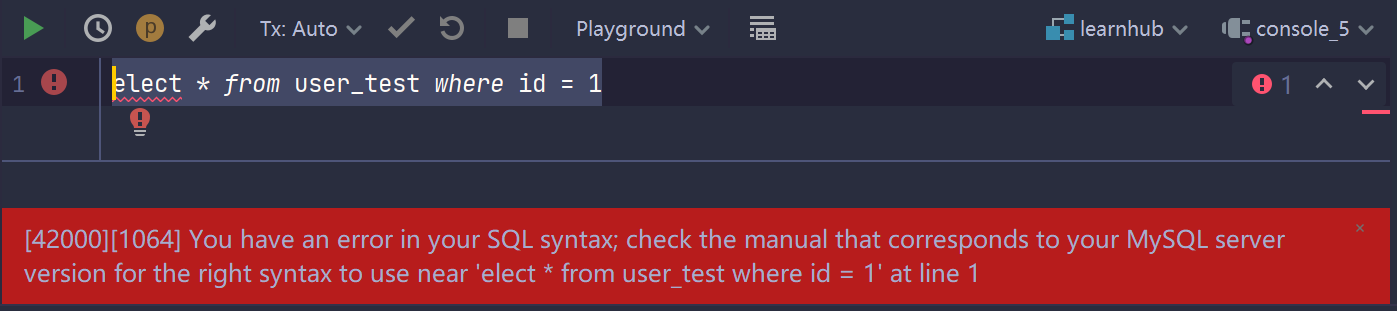 p Tx: Auto Playground learnhub console_5
1 elect * from user_test where id = 1 1
[42000][1064] You have an error in your SQL syntax; check the manual that corresponds to your MySQL server
version for the right syntax to use near 'elect * from user_test where id = 1' at line 1